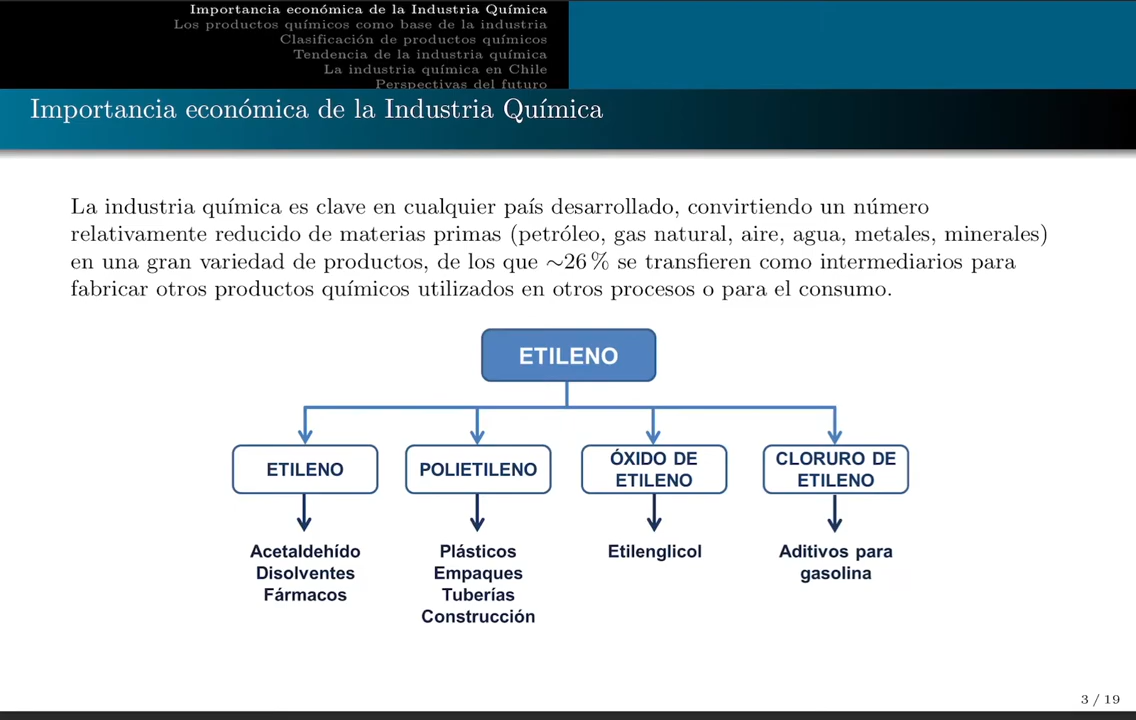 Importancia económica de la Industria Química
Los productos químicos como base de la industria
Clasificación de productos químicos
Tendencia de la industria química
La industria química en Chile
Perspectivas del futuro
Importancia económica de la Industria Química
La industria química es clave en cualquier país desarrollado, convirtiendo un número
relativamente reducido de materias primas (petróleo, gas natural, aire, agua, metales, minerales)
en una gran variedad de productos, de los que ∼26 % se transfieren como intermediarios para
fabricar otros productos químicos utilizados en otros procesos o para el consumo.
ETILENO
ETILENO
POLIETILENO
ÓXIDO DE
ETILENO
CLORURO DE
ETILENO
Acetaldehído
Disolventes
Fármacos
Plásticos
Empaques
Tuberías
Construcción
Etilenglicol
Aditivos para
gasolina
3 / 19